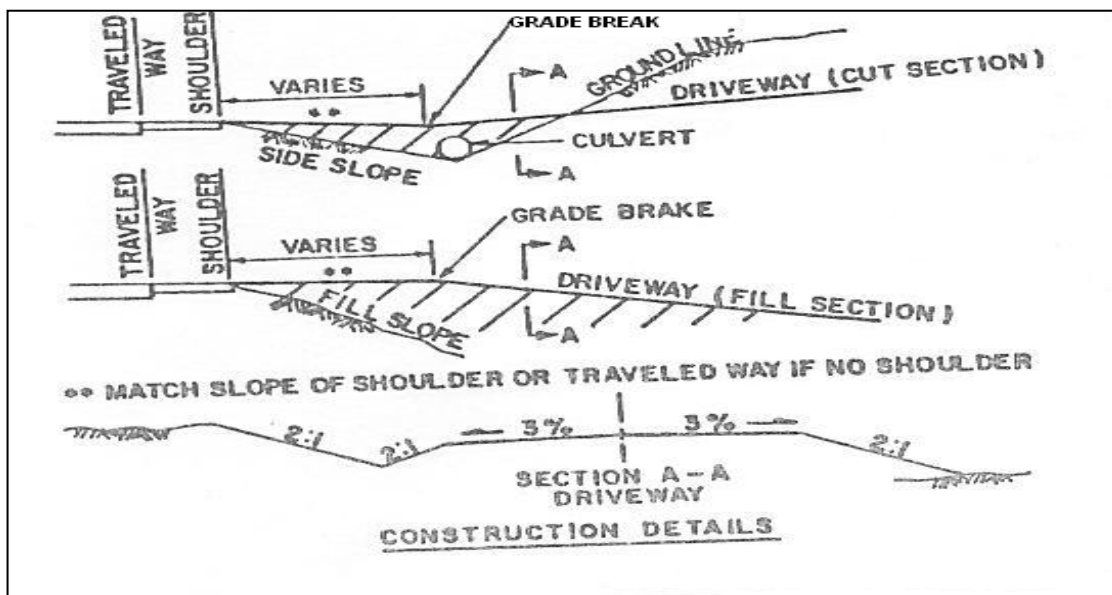 GRADE BREAK
TRAVELED
WAY
SHOULDER
VARIES
**
A
GROUND LINE
DRIVEWAY (CUT SECTION)
CULVERT
SIDE SLOPE
A
TRAVELED
WAY
SHOULDER
GRADE BRAKE
VARIES
**
A
DRIVEWAY (FILL SECTION)
FILL SLOPE
A
** MATCH SLOPE OF SHOULDER OR TRAVELED WAY IF NO SHOULDER
2:1
2:1
3%
3%
2:1
SECTION A-A
DRIVEWAY
CONSTRUCTION DETAILS